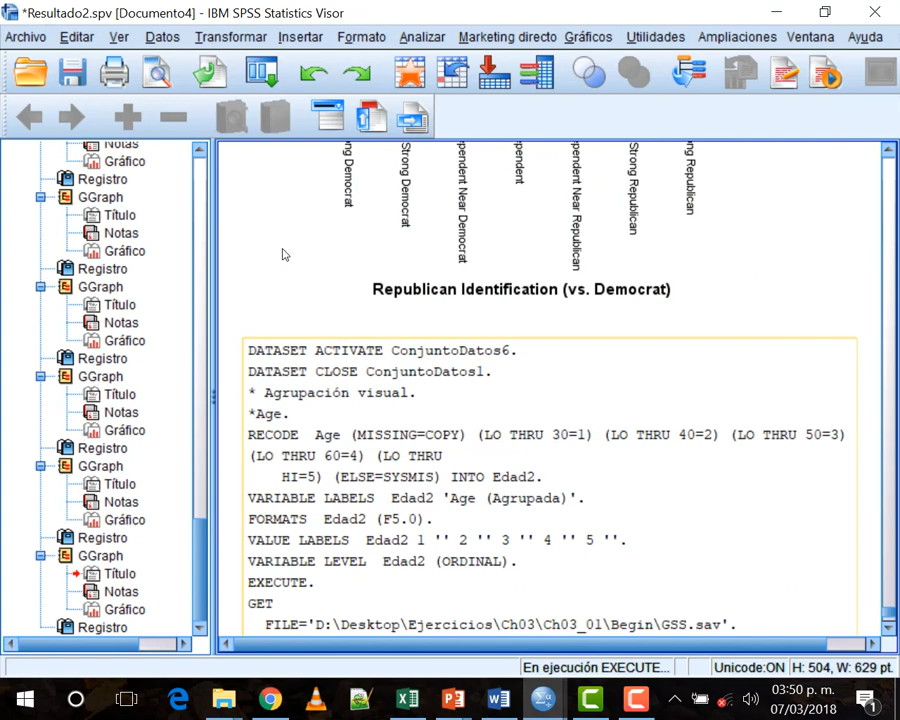 *Resultado2.spv [Documento4] - IBM SPSS Statistics Visor
Archivo Editar Ver Datos Transformar Insertar Formato Analizar Marketing directo Gráficos Utilidades Ampliaciones Ventana Ayuda
Notas
Gráfico
Registro
GGraph
Título
Notas
Gráfico
Registro
GGraph
Título
Notas
Gráfico
Registro
GGraph
Título
Notas
Gráfico
Registro
GGraph
Título
Notas
Gráfico
Registro
GGraph
Título
Notas
Gráfico
Registro
Democrat
Strong Democrat
Near Democrat
Near Republican
Strong Republican
Republican
Republican Identification (vs. Democrat)
DATASET ACTIVATE ConjuntoDatos6.
DATASET CLOSE ConjuntoDatos1.
* Agrupación visual.
*Age.
RECODE  Age (MISSING=COPY) (LO THRU 30=1) (LO THRU 40=2) (LO THRU 50=3)
(LO THRU 60=4) (LO THRU
HI=5) (ELSE=SYSMIS) INTO Edad2.
VARIABLE LABELS  Edad2 'Age (Agrupada)'.
FORMATS  Edad2 (F5.0).
VALUE LABELS  Edad2 1 '' 2 '' 3 '' 4 '' 5 ''.
VARIABLE LEVEL  Edad2 (ORDINAL).
EXECUTE.
GET
FILE='D:\Desktop\Ejercicios\Ch03\Ch03_01\Begin\GSS.sav'.
En ejecución EXECUTE... Unicode:ON H: 504, W: 629 pt.
03:50 p. m.
07/03/2018
1